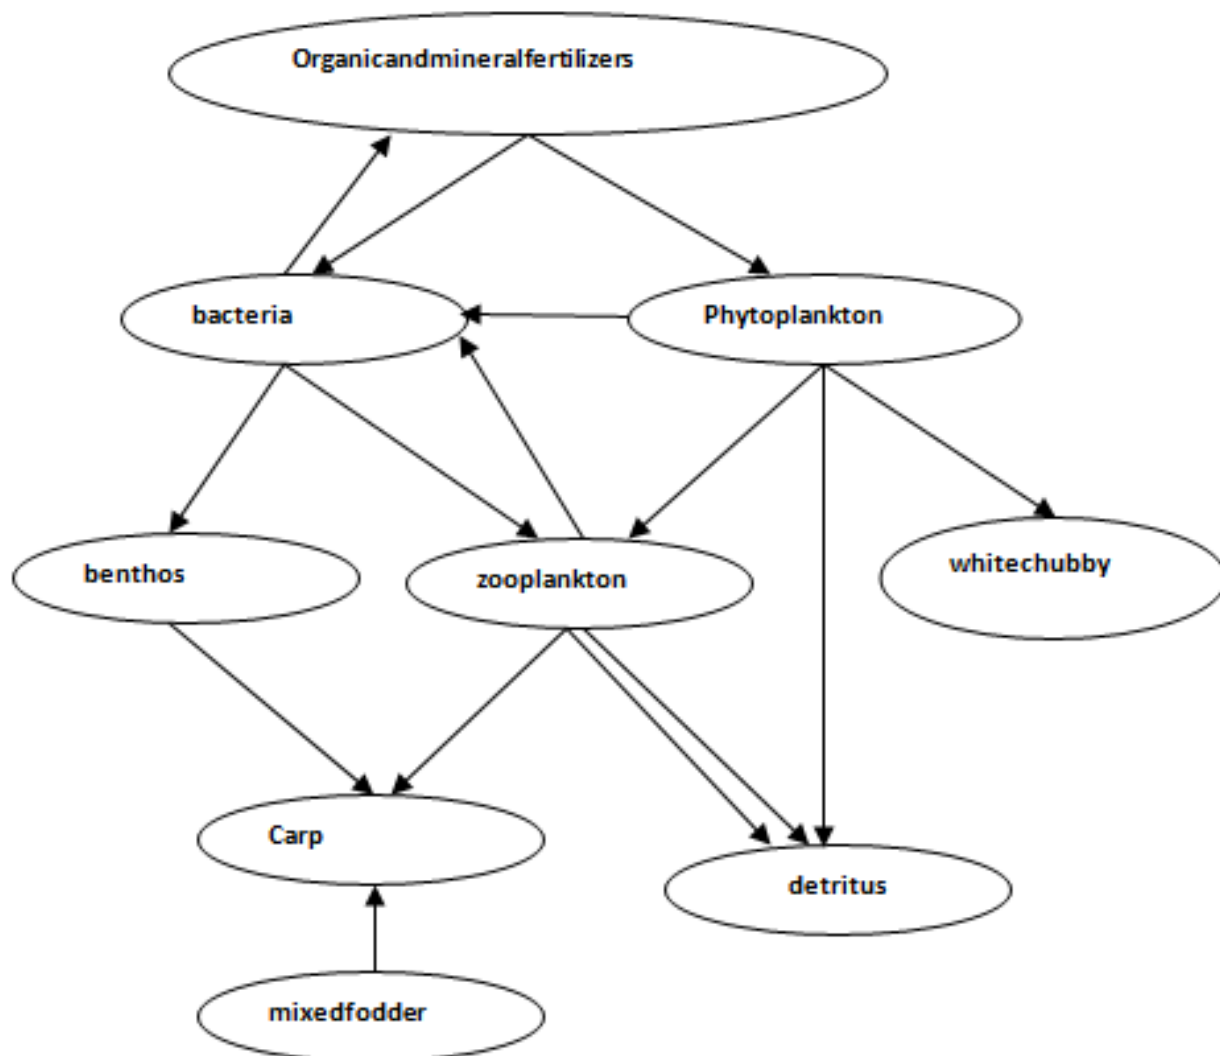 Organicandmineralfertilizers
bacteria
Phytoplankton
benthos
zooplankton
whitechubby
Carp
detritus
mixedfodder